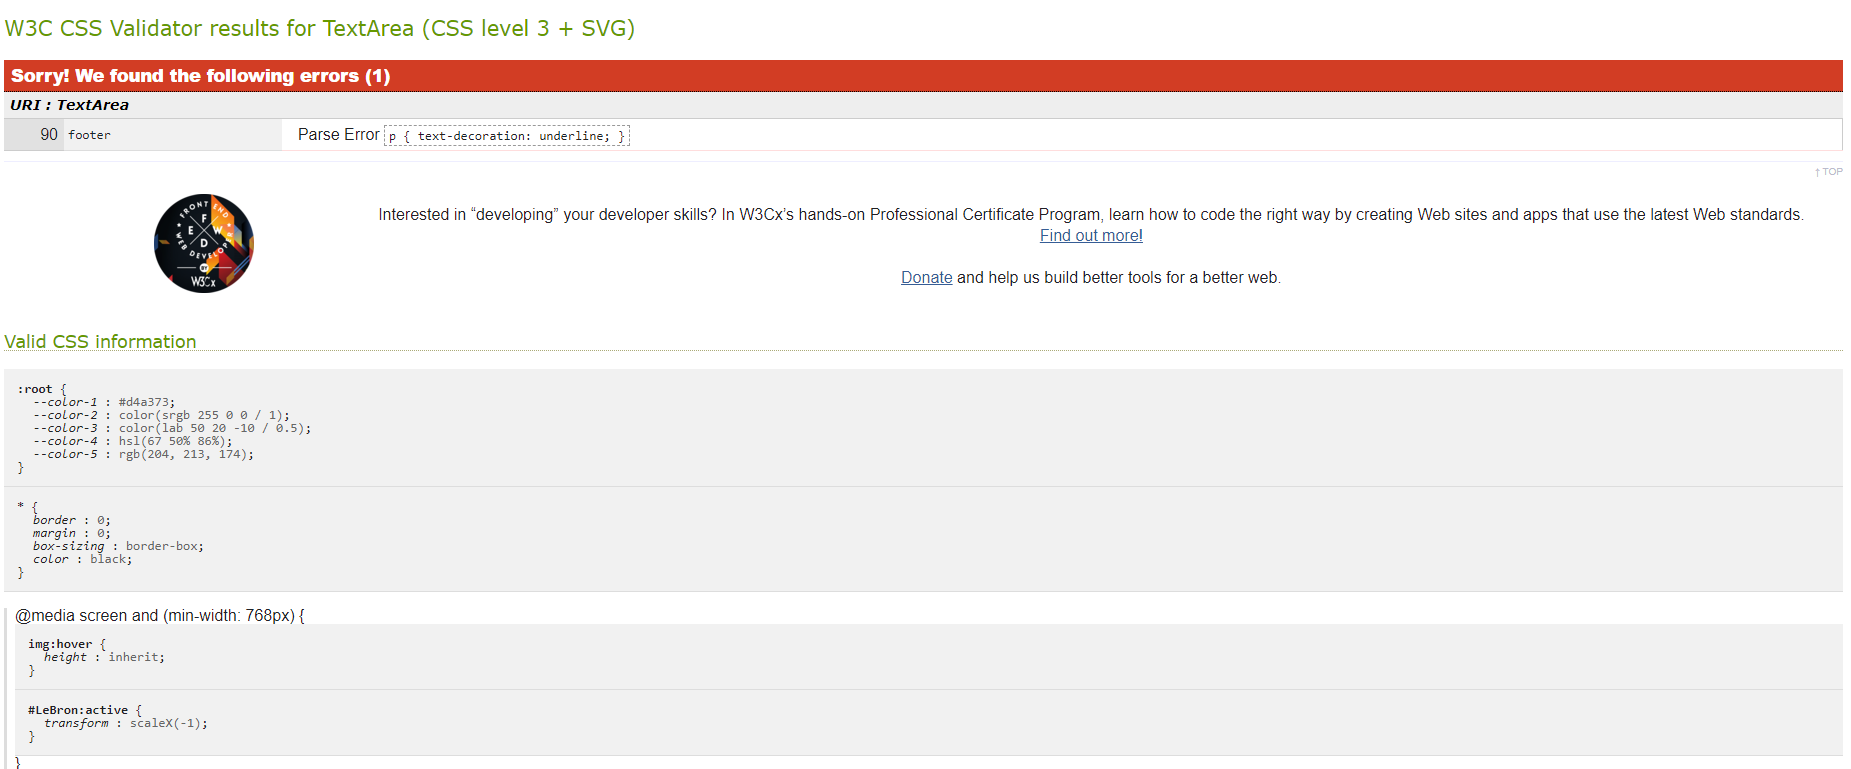 W3C CSS Validator results for TextArea (CSS level 3 + SVG)
Sorry! We found the following errors (1)
URI : TextArea
90 footer Parse Error p { text-decoration: underline; }
↑ TOP
FRONT END
F
E W
D
WEB DEVELOPER
BY
W3Cx
Interested in “developing” your developer skills? In W3Cx’s hands-on Professional Certificate Program, learn how to code the right way by creating Web sites and apps that use the latest Web standards.
Find out more!
Donate and help us build better tools for a better web.
Valid CSS information
:root {
--color-1 : #d4a373;
--color-2 : color(srgb 255 0 0 / 1);
--color-3 : color(lab 50 20 -10 / 0.5);
--color-4 : hsl(67 50% 86%);
--color-5 : rgb(204, 213, 174);
}
* {
border : 0;
margin : 0;
box-sizing : border-box;
color : black;
}
@media screen and (min-width: 768px) {
img:hover {
height : inherit;
}
#LeBron:active {
transform : scaleX(-1);
}
}